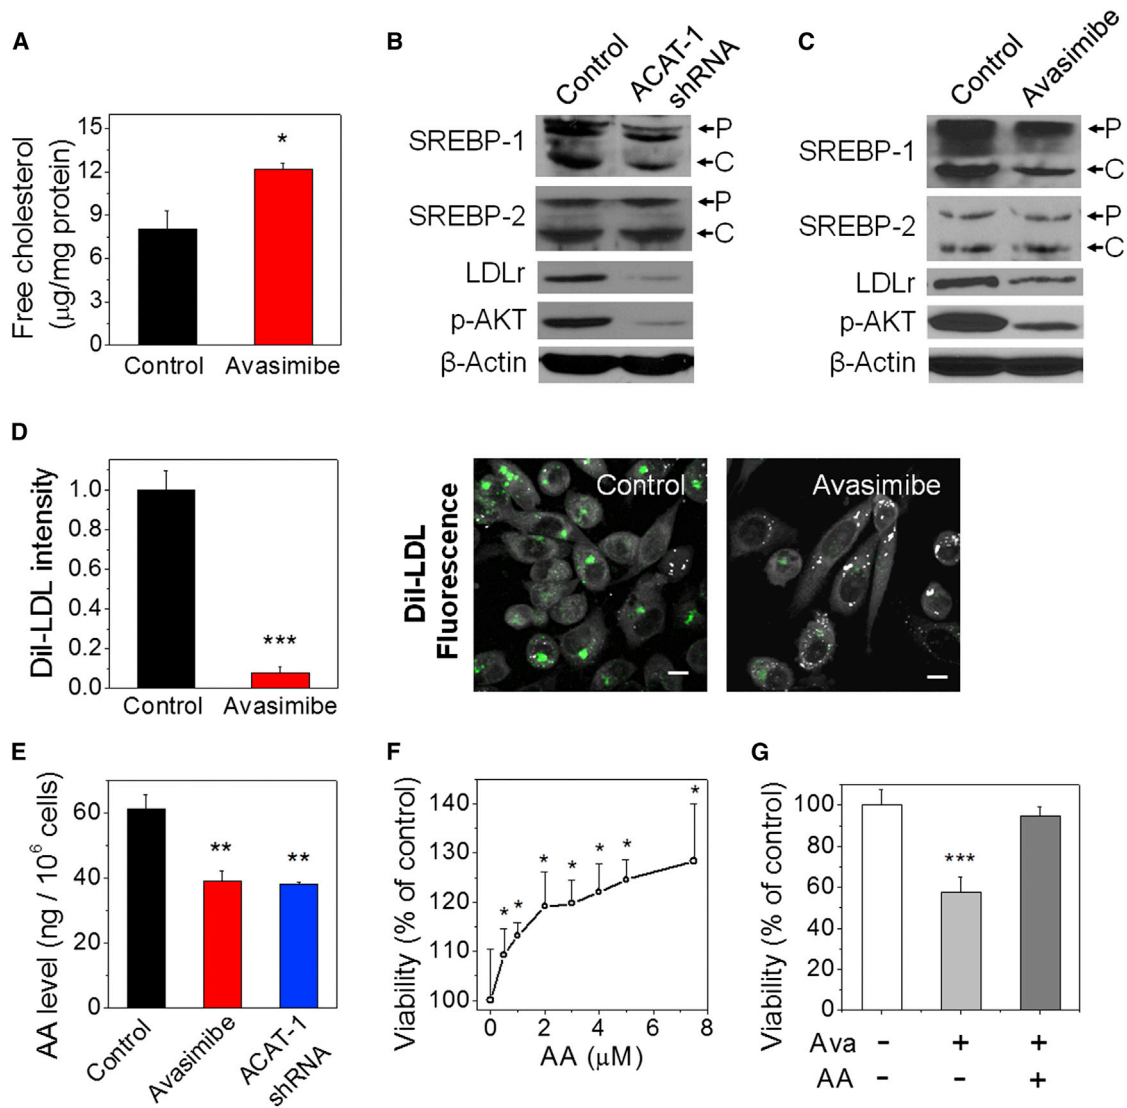 A
Free cholesterol
(μg/mg protein)
15
12
9
6
3
0
*
Control
Avasimibe
B
Control
ACAT-1
shRNA
SREBP-1
P
C
SREBP-2
P
C
LDLr
p-AKT
β-Actin
C
Control
Avasimibe
SREBP-1
P
C
SREBP-2
P
C
LDLr
p-AKT
β-Actin
D
DiI-LDL intensity
1.0
0.8
0.6
0.4
0.2
0.0
***
Control
Avasimibe
DiI-LDL
Fluorescence
Control
Avasimibe
E
AA level (ng / 10⁶ cells)
60
40
20
0
**
**
Control
Avasimibe
ACAT-1
shRNA
F
Viability (% of control)
140
130
120
110
100
* * * * * * *
0 2 4 6 8
AA (μM)
G
Viability (% of control)
100
80
60
40
20
0
***
Ava - + +
AA - - +